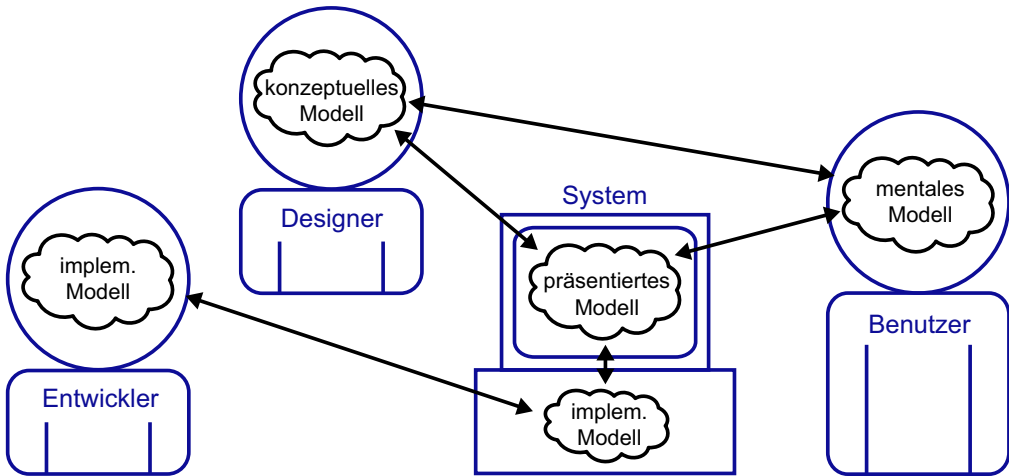 konzeptuelles
Modell
Designer
System
mentales
Modell
implem.
Modell
präsentiertes
Modell
Benutzer
Entwickler
implem.
Modell